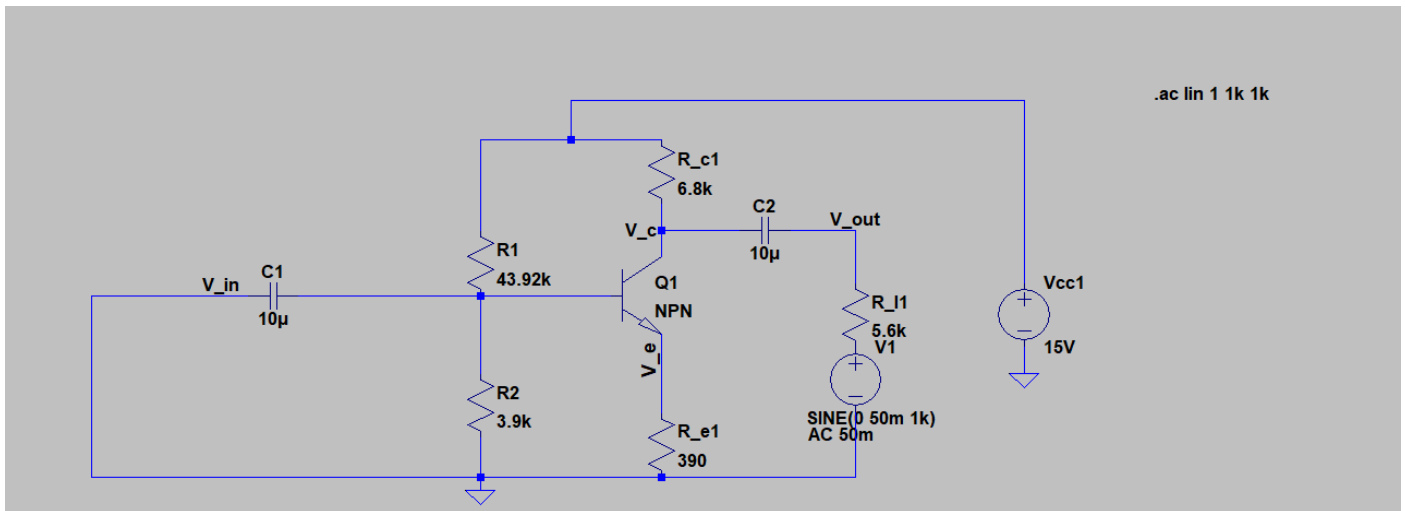 .ac lin 1 1k 1k
R_c1
6.8k
C2
V_out
V_c
10µ
R1
43.92k
C1
V_in
10µ
Q1
NPN
Vcc1
15V
R_l1
5.6k
V1
V_e
R2
3.9k
SINE(0 50m 1k)
AC 50m
R_e1
390